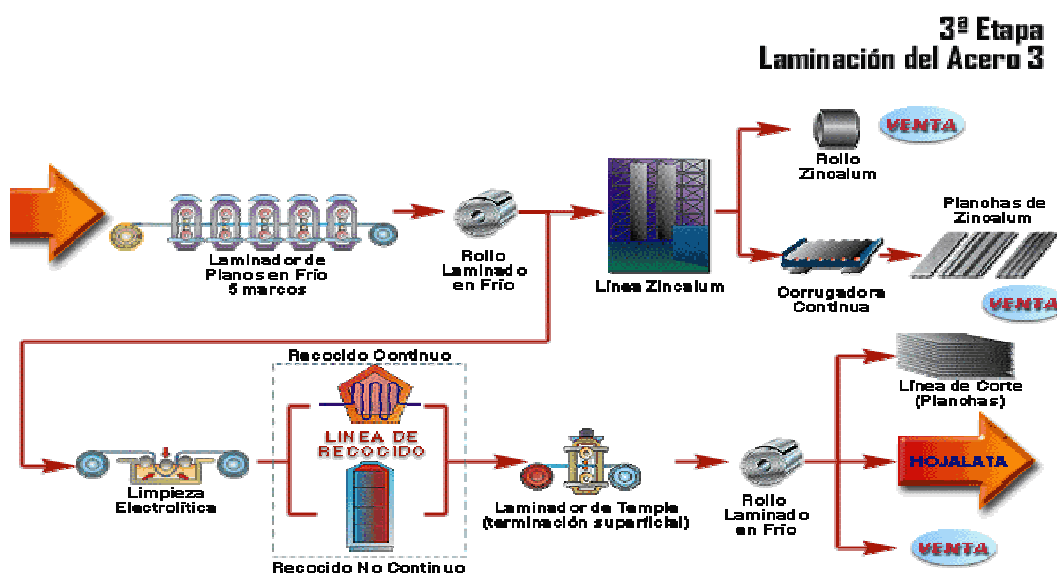 3ª Etapa
Laminación del Acero 3
VENTA
Rollo
Zincalum
Planchas de
Zincalum
Laminador de
Planos en Frío
5 marcos
Rollo
Laminado
en Frío
Línea Zincalum
Corrugadora
Continua
VENTA
Recocido Continuo
LINEA DE
RECOCIDO
Línea de Corte
(Planchas)
HOJALATA
Limpieza
Electrolítica
Laminador de Temple
(terminación superficial)
Rollo
Laminado
en Frío
VENTA
Recocido No Continuo